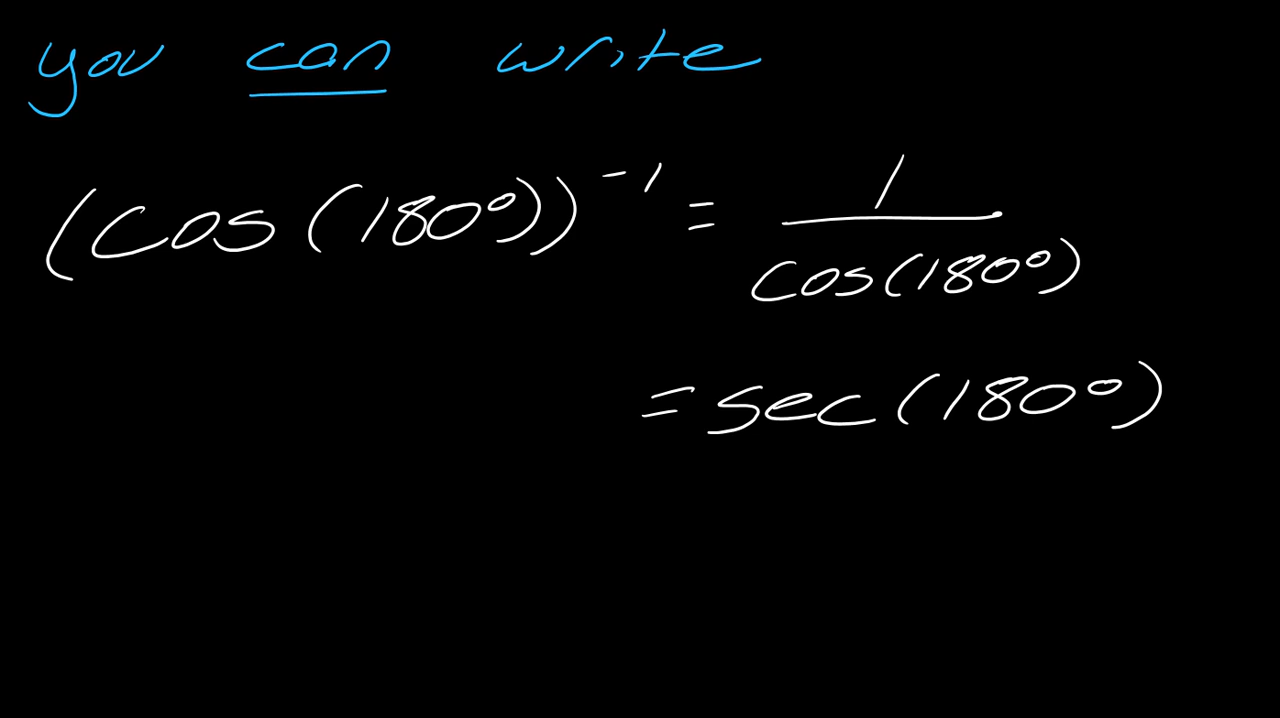 you can write
(cos(180°))⁻¹ = 1/cos(180°)
= sec(180°)